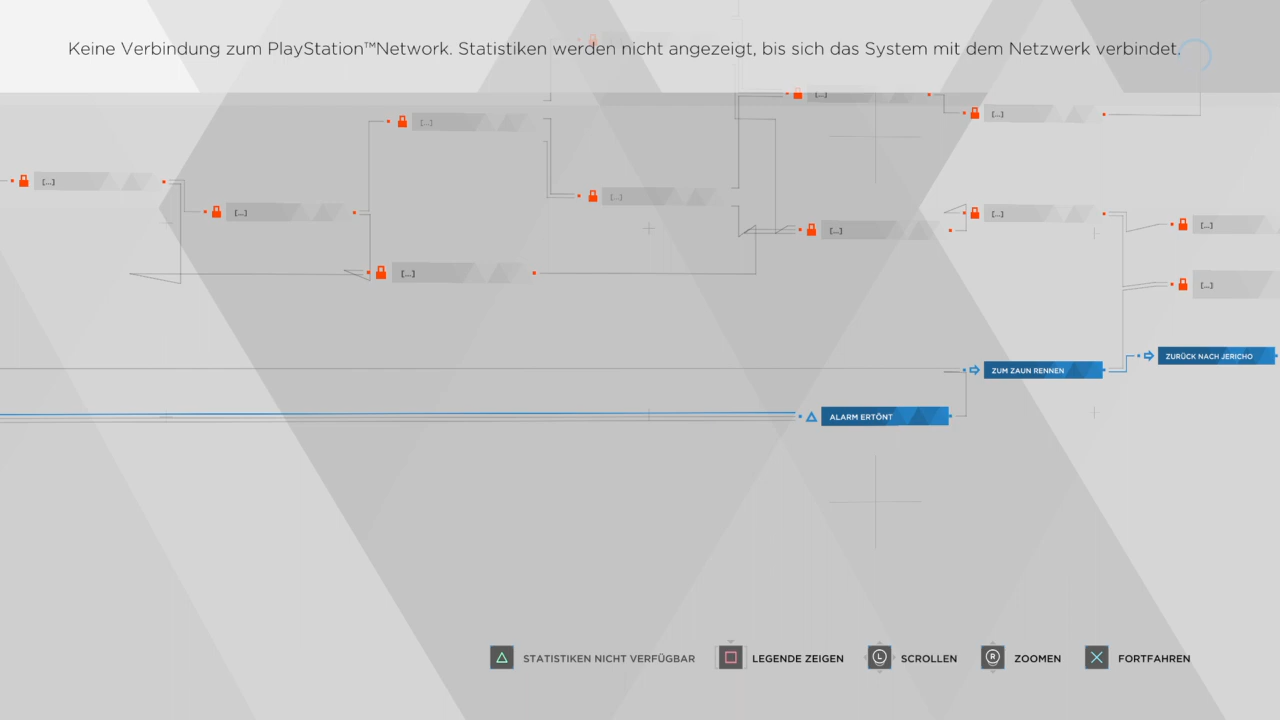 Keine Verbindung zum PlayStation™Network. Statistiken werden nicht angezeigt, bis sich das System mit dem Netzwerk verbindet.
[...]
[...]
[...]
[...]
[...]
[...]
[...]
[...]
[...]
[...]
[...]
ZURÜCK NACH JERICHO
ZUM ZAUN RENNEN
ALARM ERTÖNT
STATISTIKEN NICHT VERFÜGBAR
LEGENDE ZEIGEN
L
SCROLLEN
R
ZOOMEN
FORTFAHREN